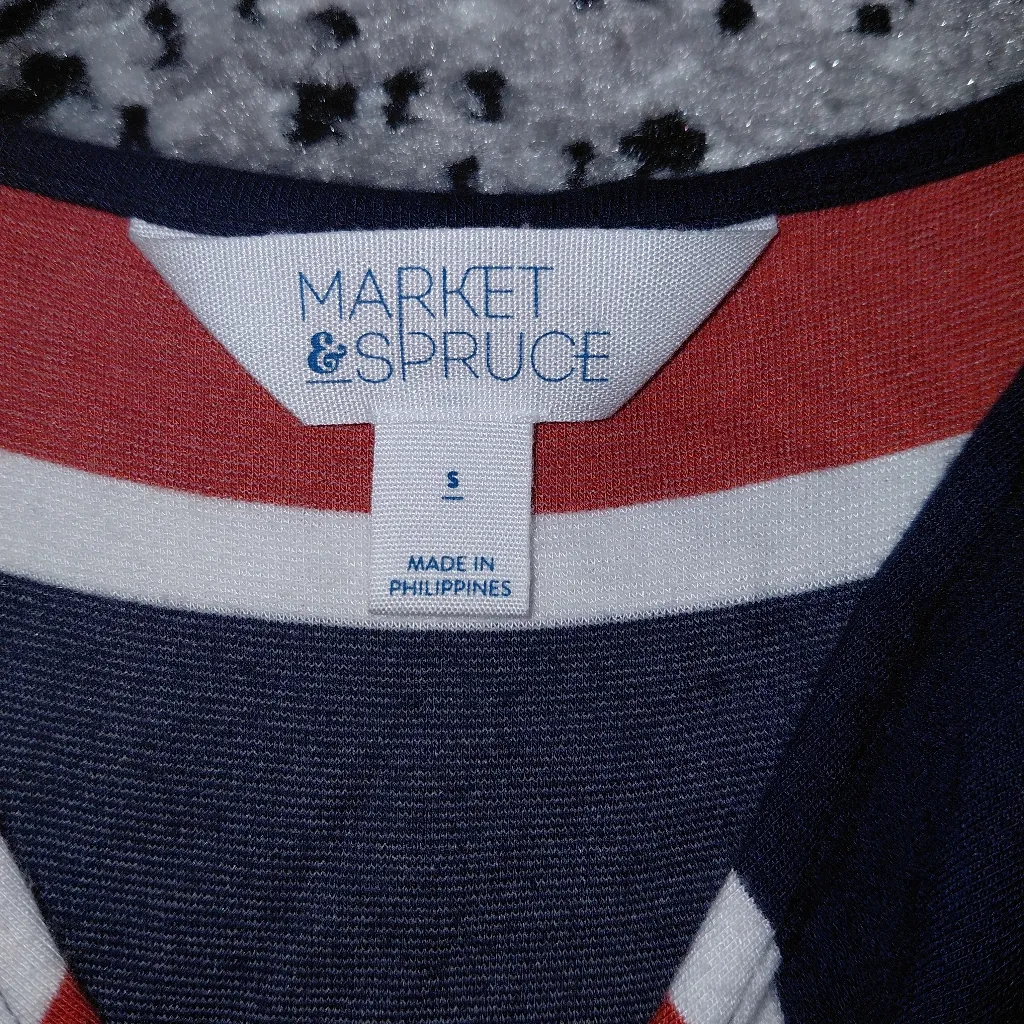 MARKET
&SPRUCE
S
MADE IN
PHILIPPINES